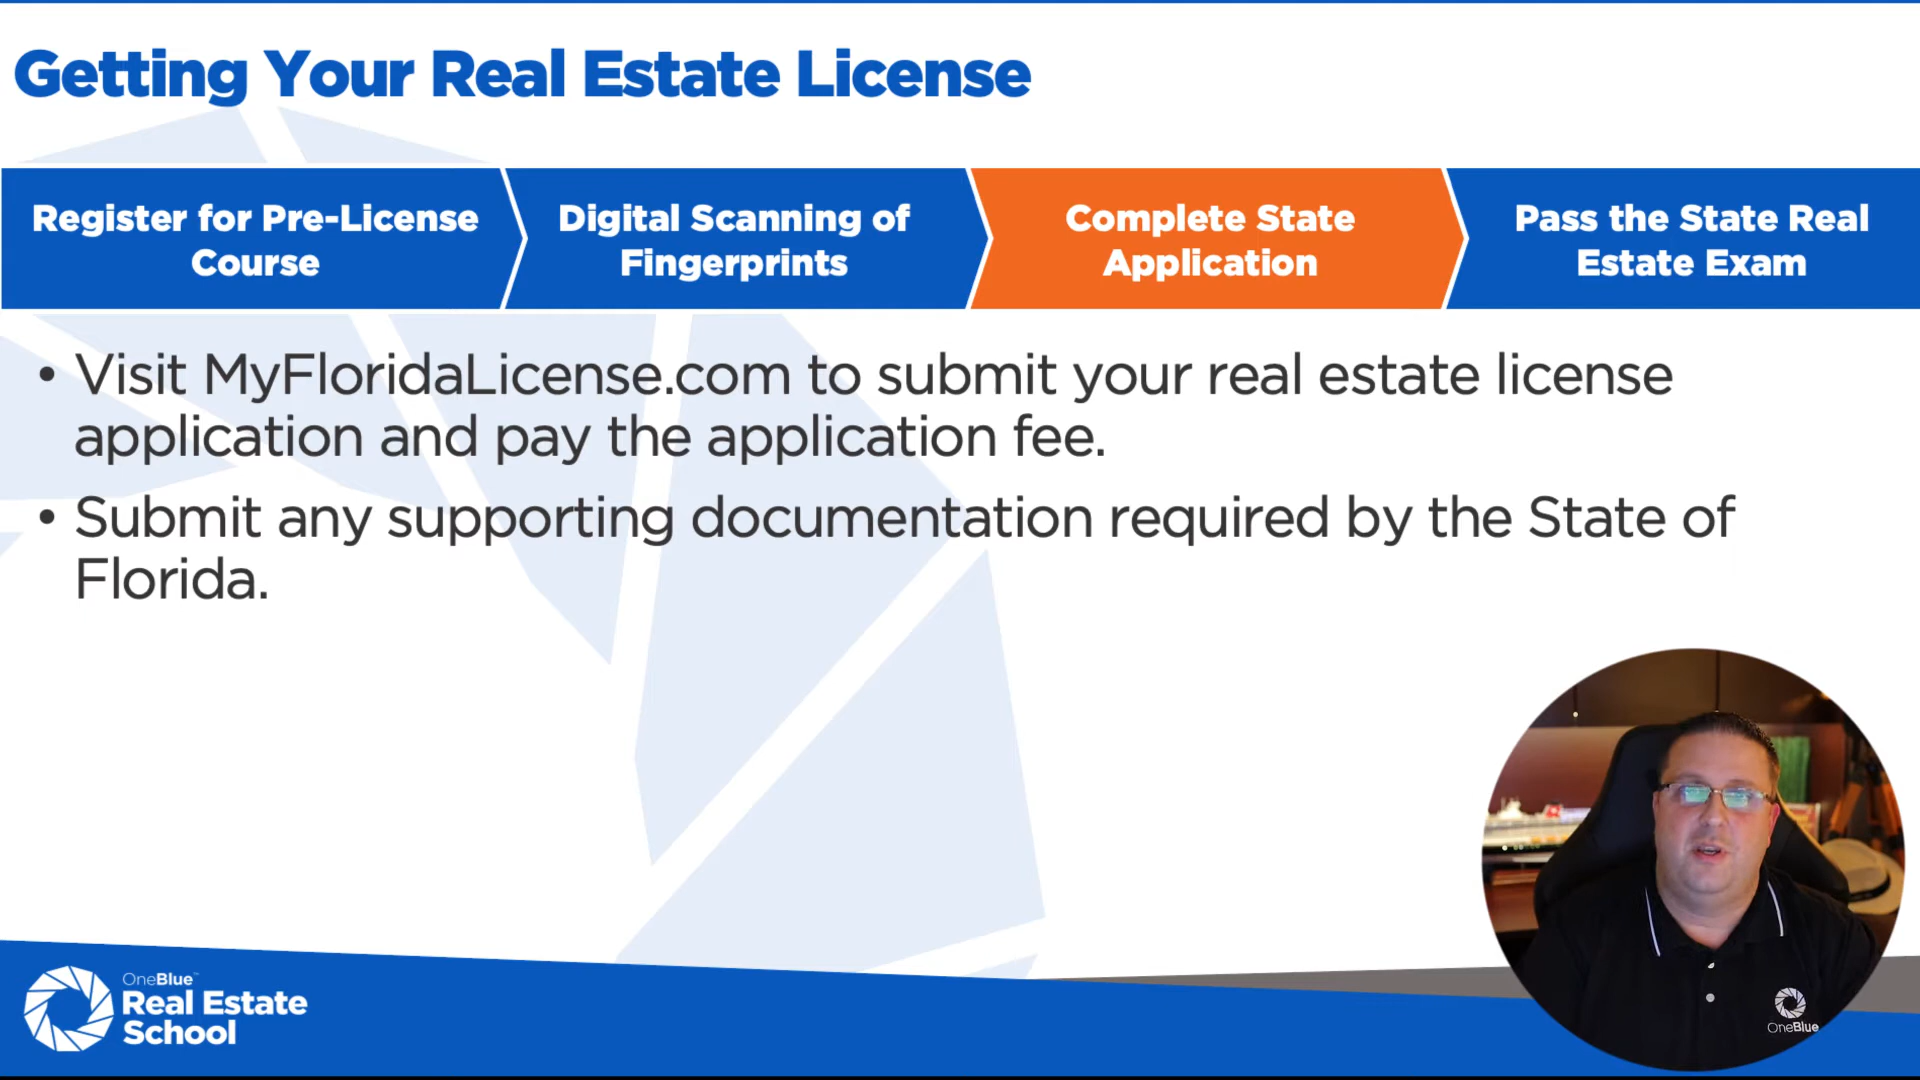 Getting Your Real Estate License
Register for Pre-License
Course
Digital Scanning of
Fingerprints
Complete State
Application
Pass the State Real
Estate Exam
• Visit MyFloridaLicense.com to submit your real estate license
application and pay the application fee.
• Submit any supporting documentation required by the State of
Florida.
OneBlue™
Real Estate
School
OneBlue